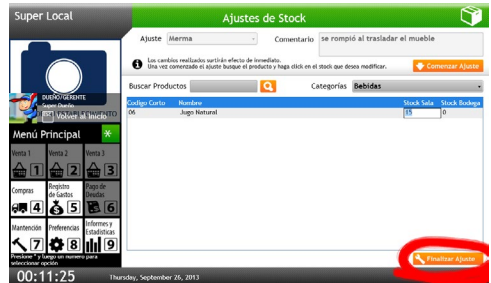 Super Local
Ajustes de Stock
Ajuste Merma
Comentario se rompió al trasladar el mueble
Los cambios realizados surtirán efecto de inmediato.
Una vez comenzado el ajuste busque el producto y haga click en el stock que desea modificar.
Comenzar Ajuste
Buscar Productos
Categorías Bebidas
Codigo Corto Nombre Stock Sala Stock Bodega
06 Jugo Natural 15 0
DUEÑO/GERENTE
Super Dueño
Volver al Inicio
Menú Principal *
Venta 1 Venta 2 Venta 3
1 2 3
Compras Registro de Gastos Pago de Deudas
4 5 6
Mantención Preferencias Informes y Estadísticas
7 8 9
Presione * y luego un numero para
seleccionar opción
Finalizar Ajuste
00:11:25 Thursday, September 26, 2013